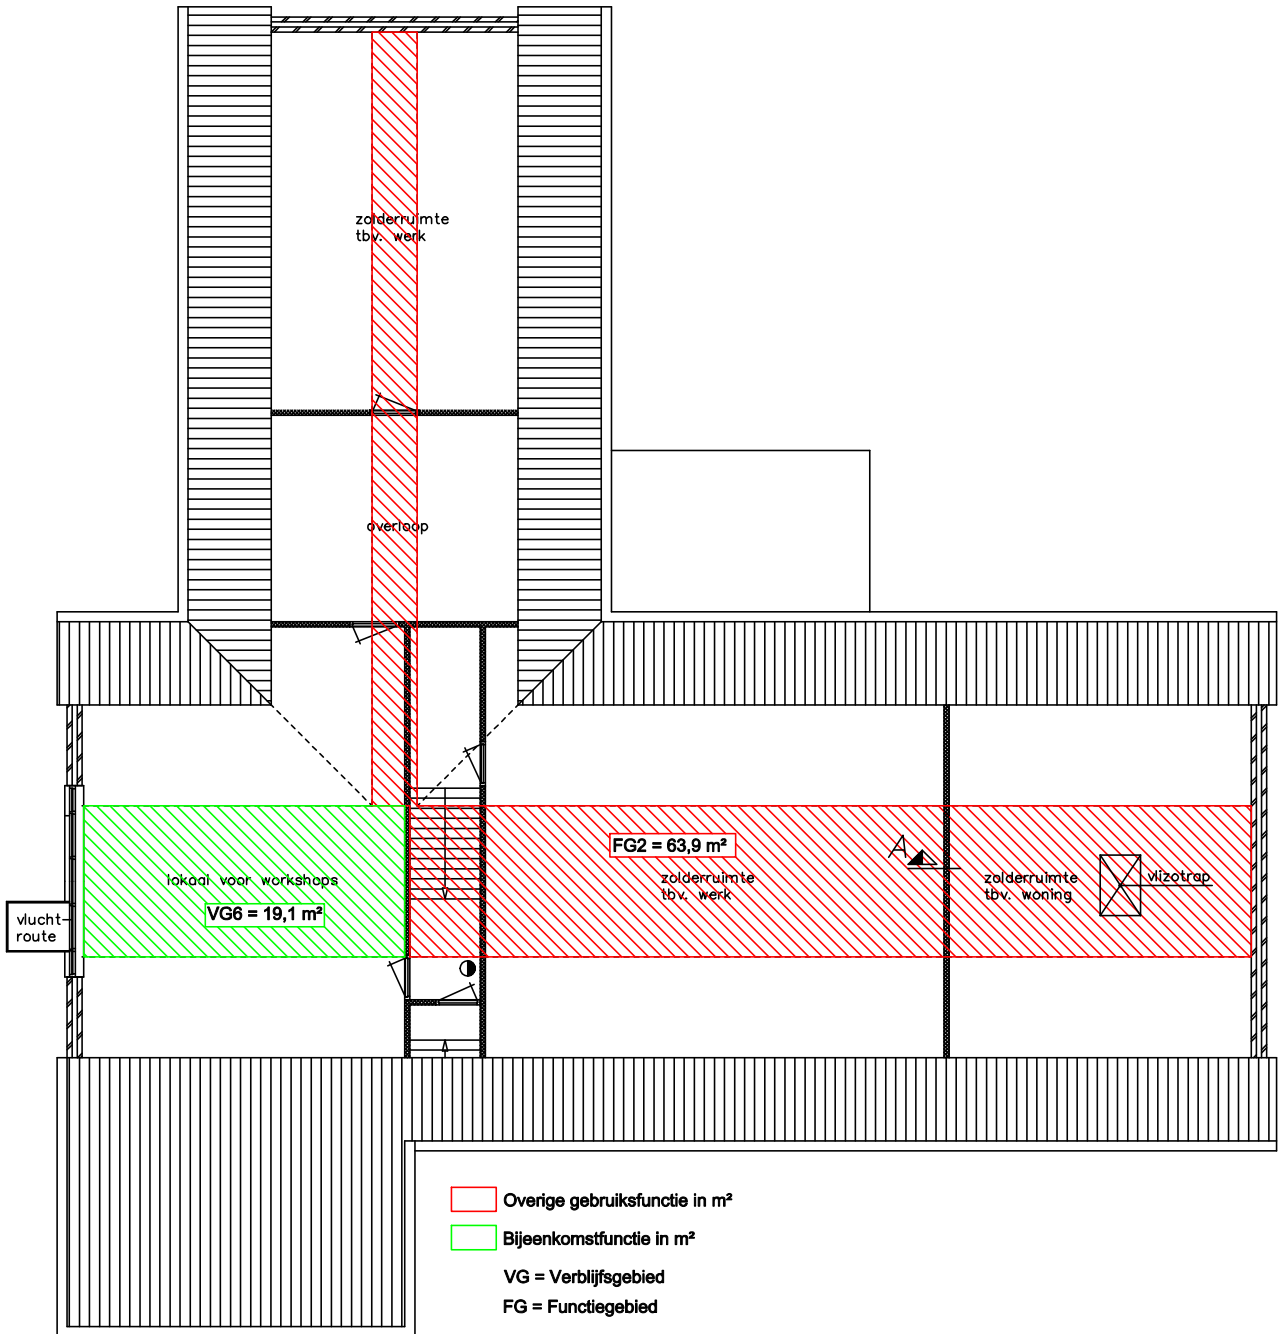 zolderruimte
tbv. werk
overloop
FG2 = 63,9 m²
zolderruimte
tbv. werk
A
zolderruimte
tbv. woning
vlizotrap
lokaal voor workshops
VG6 = 19,1 m²
vlucht
route
Overige gebruiksfunctie in m²
Bijeenkomstfunctie in m²
VG = Verblijfsgebied
FG = Functiegebied